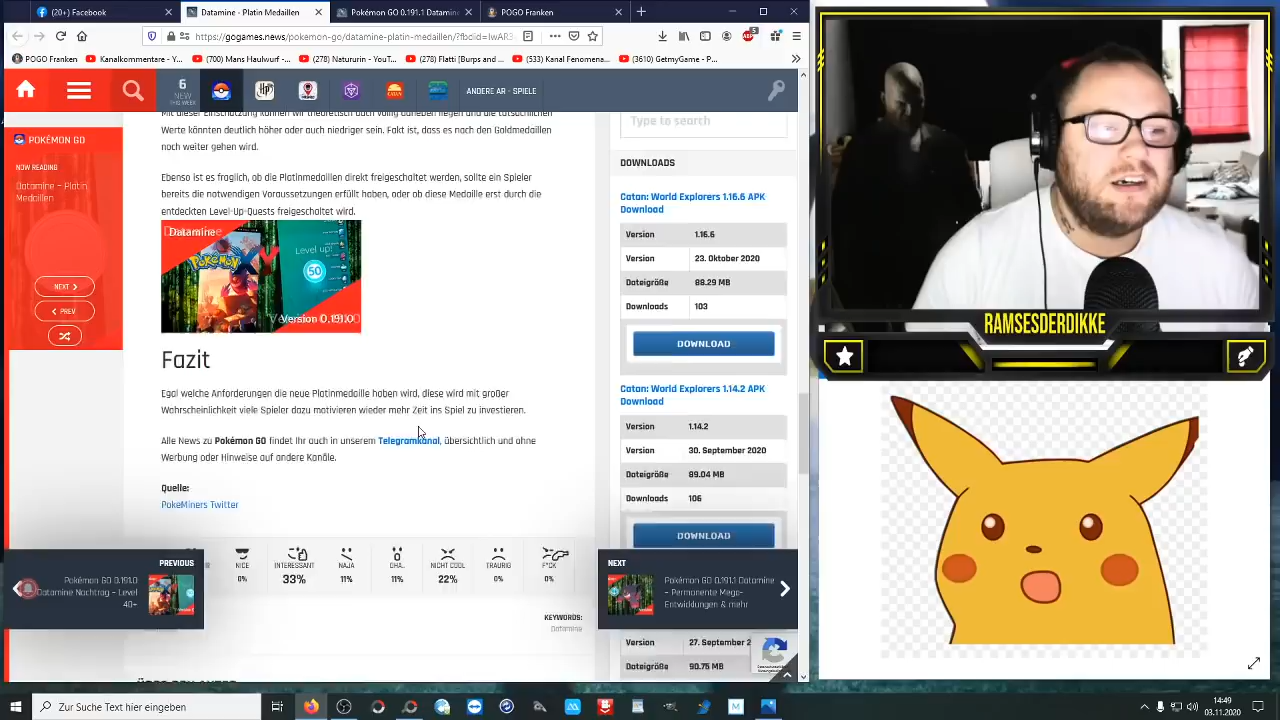 Facebook
Datamine - Platin Medaillen
Pokémon GO 0.191.1 Datamine
POGO Franken
https://gogames.news/pokemon-go/datamine-platin-medaillen/?fbclid=IwAR3
POGO Franken
Kanalkommentare - Y...
(700) Mans Haulwurf -...
(278) Natururin - YouT...
(278) Flatti [Burps and ...
(533) Kanal Fenomena...
(3610) GetmyGame - P...
6
NEW
THIS WEEK
ANDERE AR - SPIELE
POKÉMON GO
NOW READING
Datamine – Platin
Medaillen
NEXT
PREV
Werte könnten deutlich höher oder auch niedriger sein. Fakt ist, dass es nach den Goldmedaillen
noch weiter gehen wird.
Ebenso ist es fraglich, ob die Platinmedaillen direkt freigeschaltet werden, sollte ein Spieler
bereits die notwendigen Voraussetzungen erfüllt haben, oder ob diese Medaille erst durch die
entdeckten Level-Up-Quests freigeschaltet wird.
Datamine
POKÉMON
Level up!
50
Version 0.191.0
Fazit
Egal welche Anforderungen die neue Platinmedaille haben wird, diese wird mit großer
Wahrscheinlichkeit viele Spieler dazu motivieren wieder mehr Zeit ins Spiel zu investieren.
Alle News zu Pokémon GO findet Ihr auch in unserem Telegramkanal, übersichtlich und ohne
Werbung oder Hinweise auf andere Kanäle.
Quelle:
PokeMiners Twitter
NICE
0%
INTERESSANT
33%
NAJA
11%
OHA..
11%
NICHT COOL
22%
TRAURIG
0%
F*CK
0%
PREVIOUS
Pokémon GO 0.191.0
Datamine Nachtrag – Level
40+
NEXT
Pokémon GO 0.191.1 Datamine
– Permanente Mega-
Entwicklungen & mehr
KEYWORDS:
Datamine
Type to search
DOWNLOADS
Catan: World Explorers 1.16.6 APK
Download
Version 1.16.6
Version 23. Oktober 2020
Dateigröße 88.29 MB
Downloads 103
DOWNLOAD
Catan: World Explorers 1.14.2 APK
Download
Version 1.14.2
Version 30. September 2020
Dateigröße 89.04 MB
Downloads 106
DOWNLOAD
Version 27. September 2
Dateigröße 90.75 MB
RAMSESDERDIKKE
Zur Suche Text hier eingeben
14:49
03.11.2020